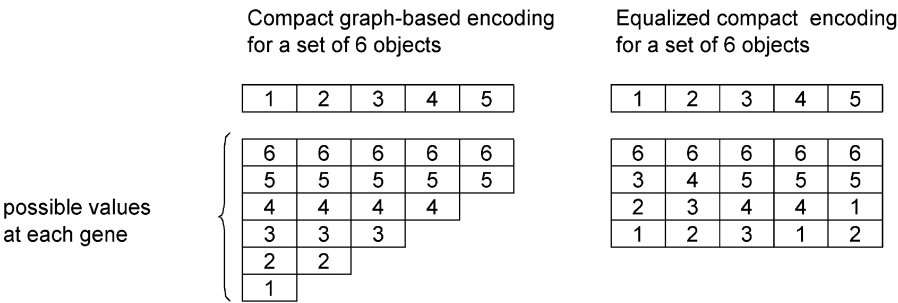 Compact graph-based encoding
for a set of 6 objects
1 2 3 4 5
possible values
at each gene
6 6 6 6 6
5 5 5 5 5
4 4 4 4
3 3 3
2 2
1
Equalized compact encoding
for a set of 6 objects
1 2 3 4 5
6 6 6 6 6
3 4 5 5 5
2 3 4 4 1
1 2 3 1 2